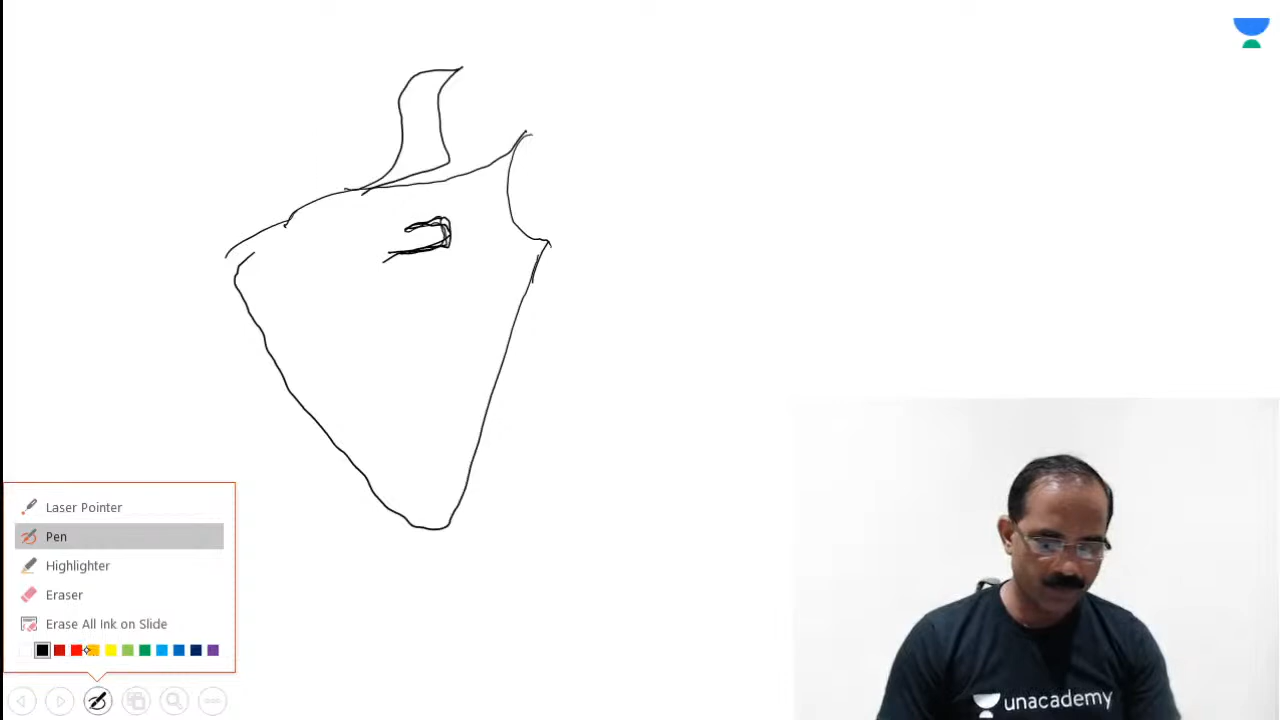 Laser Pointer
Pen
Highlighter
Eraser
Erase All Ink on Slide
unacademy